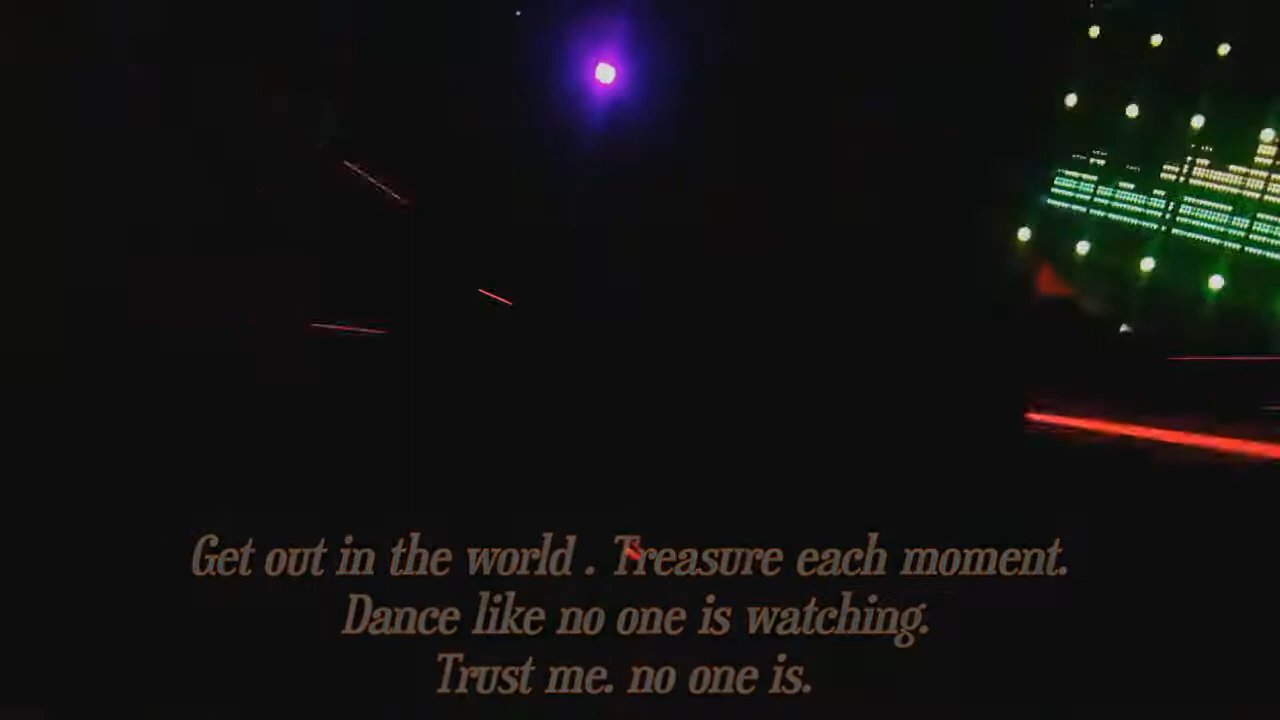 Get out in the world . Treasure each moment.
Dance like no one is watching.
Trust me. no one is.